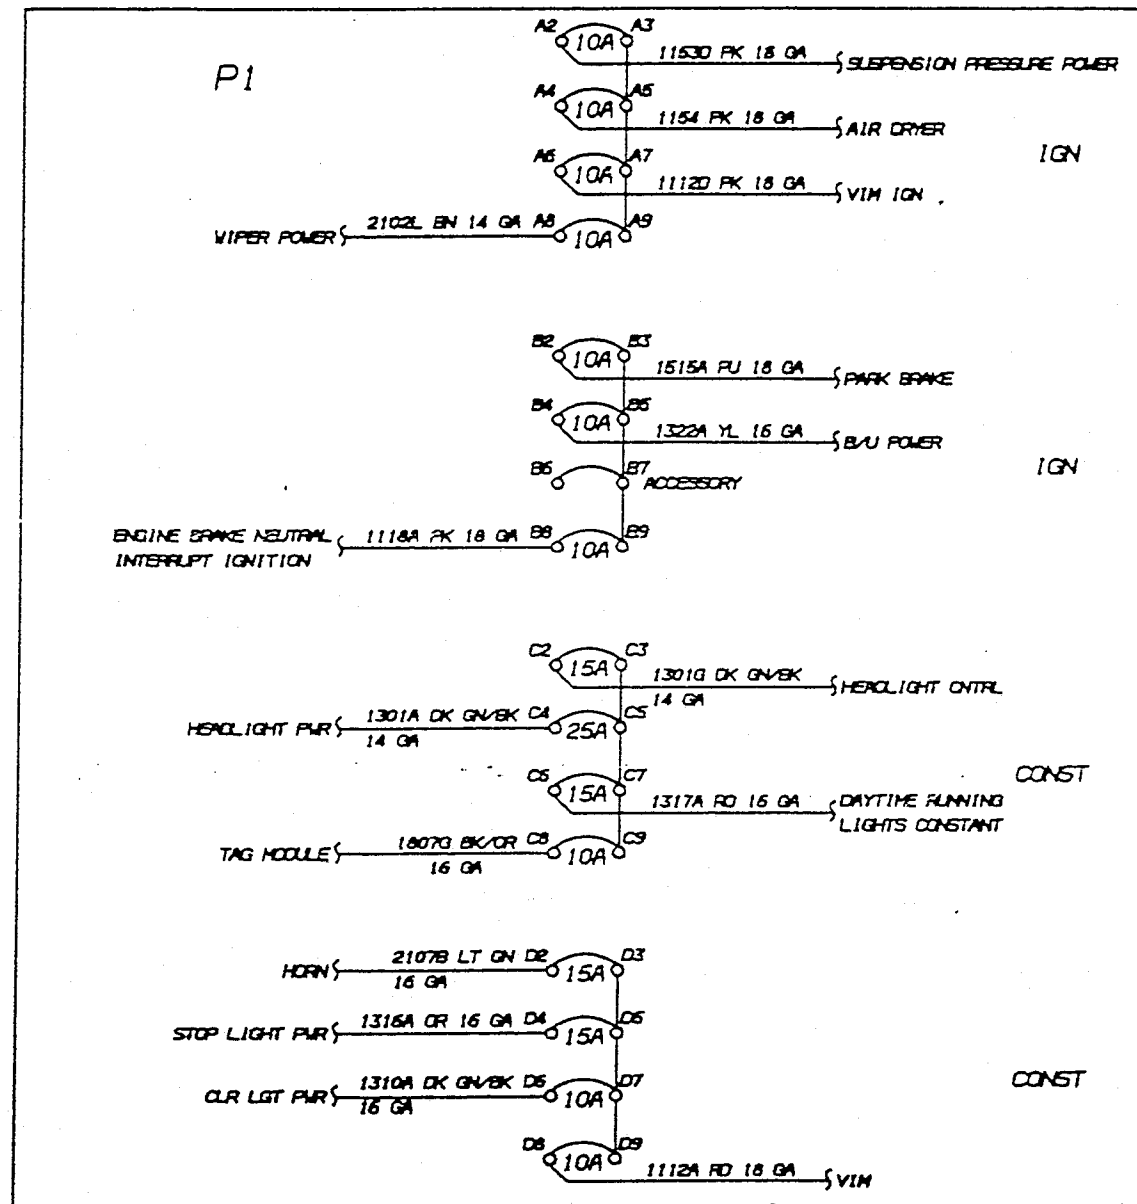 P1
A2 A3
10A
1153D PK 18 GA
SUSPENSION PRESSURE POWER
A4 A5
10A
1154 PK 18 GA
AIR DRYER
IGN
A6 A7
10A
1112D PK 18 GA
VIM IGN
WIPER POWER
2102L BN 14 GA A8 A9
10A
B2 B3
10A
1515A PU 18 GA
PARK BRAKE
B4 B5
10A
1322A YL 16 GA
B/U POWER
IGN
B6 B7 ACCESSORY
ENGINE BRAKE NEUTRAL
INTERRUPT IGNITION
1118A PK 18 GA B8 B9
10A
C2 C3
15A
1301G DK GN/BK
14 GA
HEADLIGHT CNTRL
HEADLIGHT PWR
1301A DK GN/BK C4 C5
14 GA
25A
CONST
C6 C7
15A
1317A RD 16 GA
DAYTIME RUNNING
LIGHTS CONSTANT
TAG MODULE
1807G BK/OR C8 C9
16 GA
10A
HORN
2107B LT GN D2 D3
16 GA
15A
STOP LIGHT PWR
1316A OR 16 GA D4 D5
15A
CLR LGT PWR
1310A DK GN/BK D6 D7
16 GA
10A
CONST
D8 D9
10A
1112A RD 18 GA
VIM